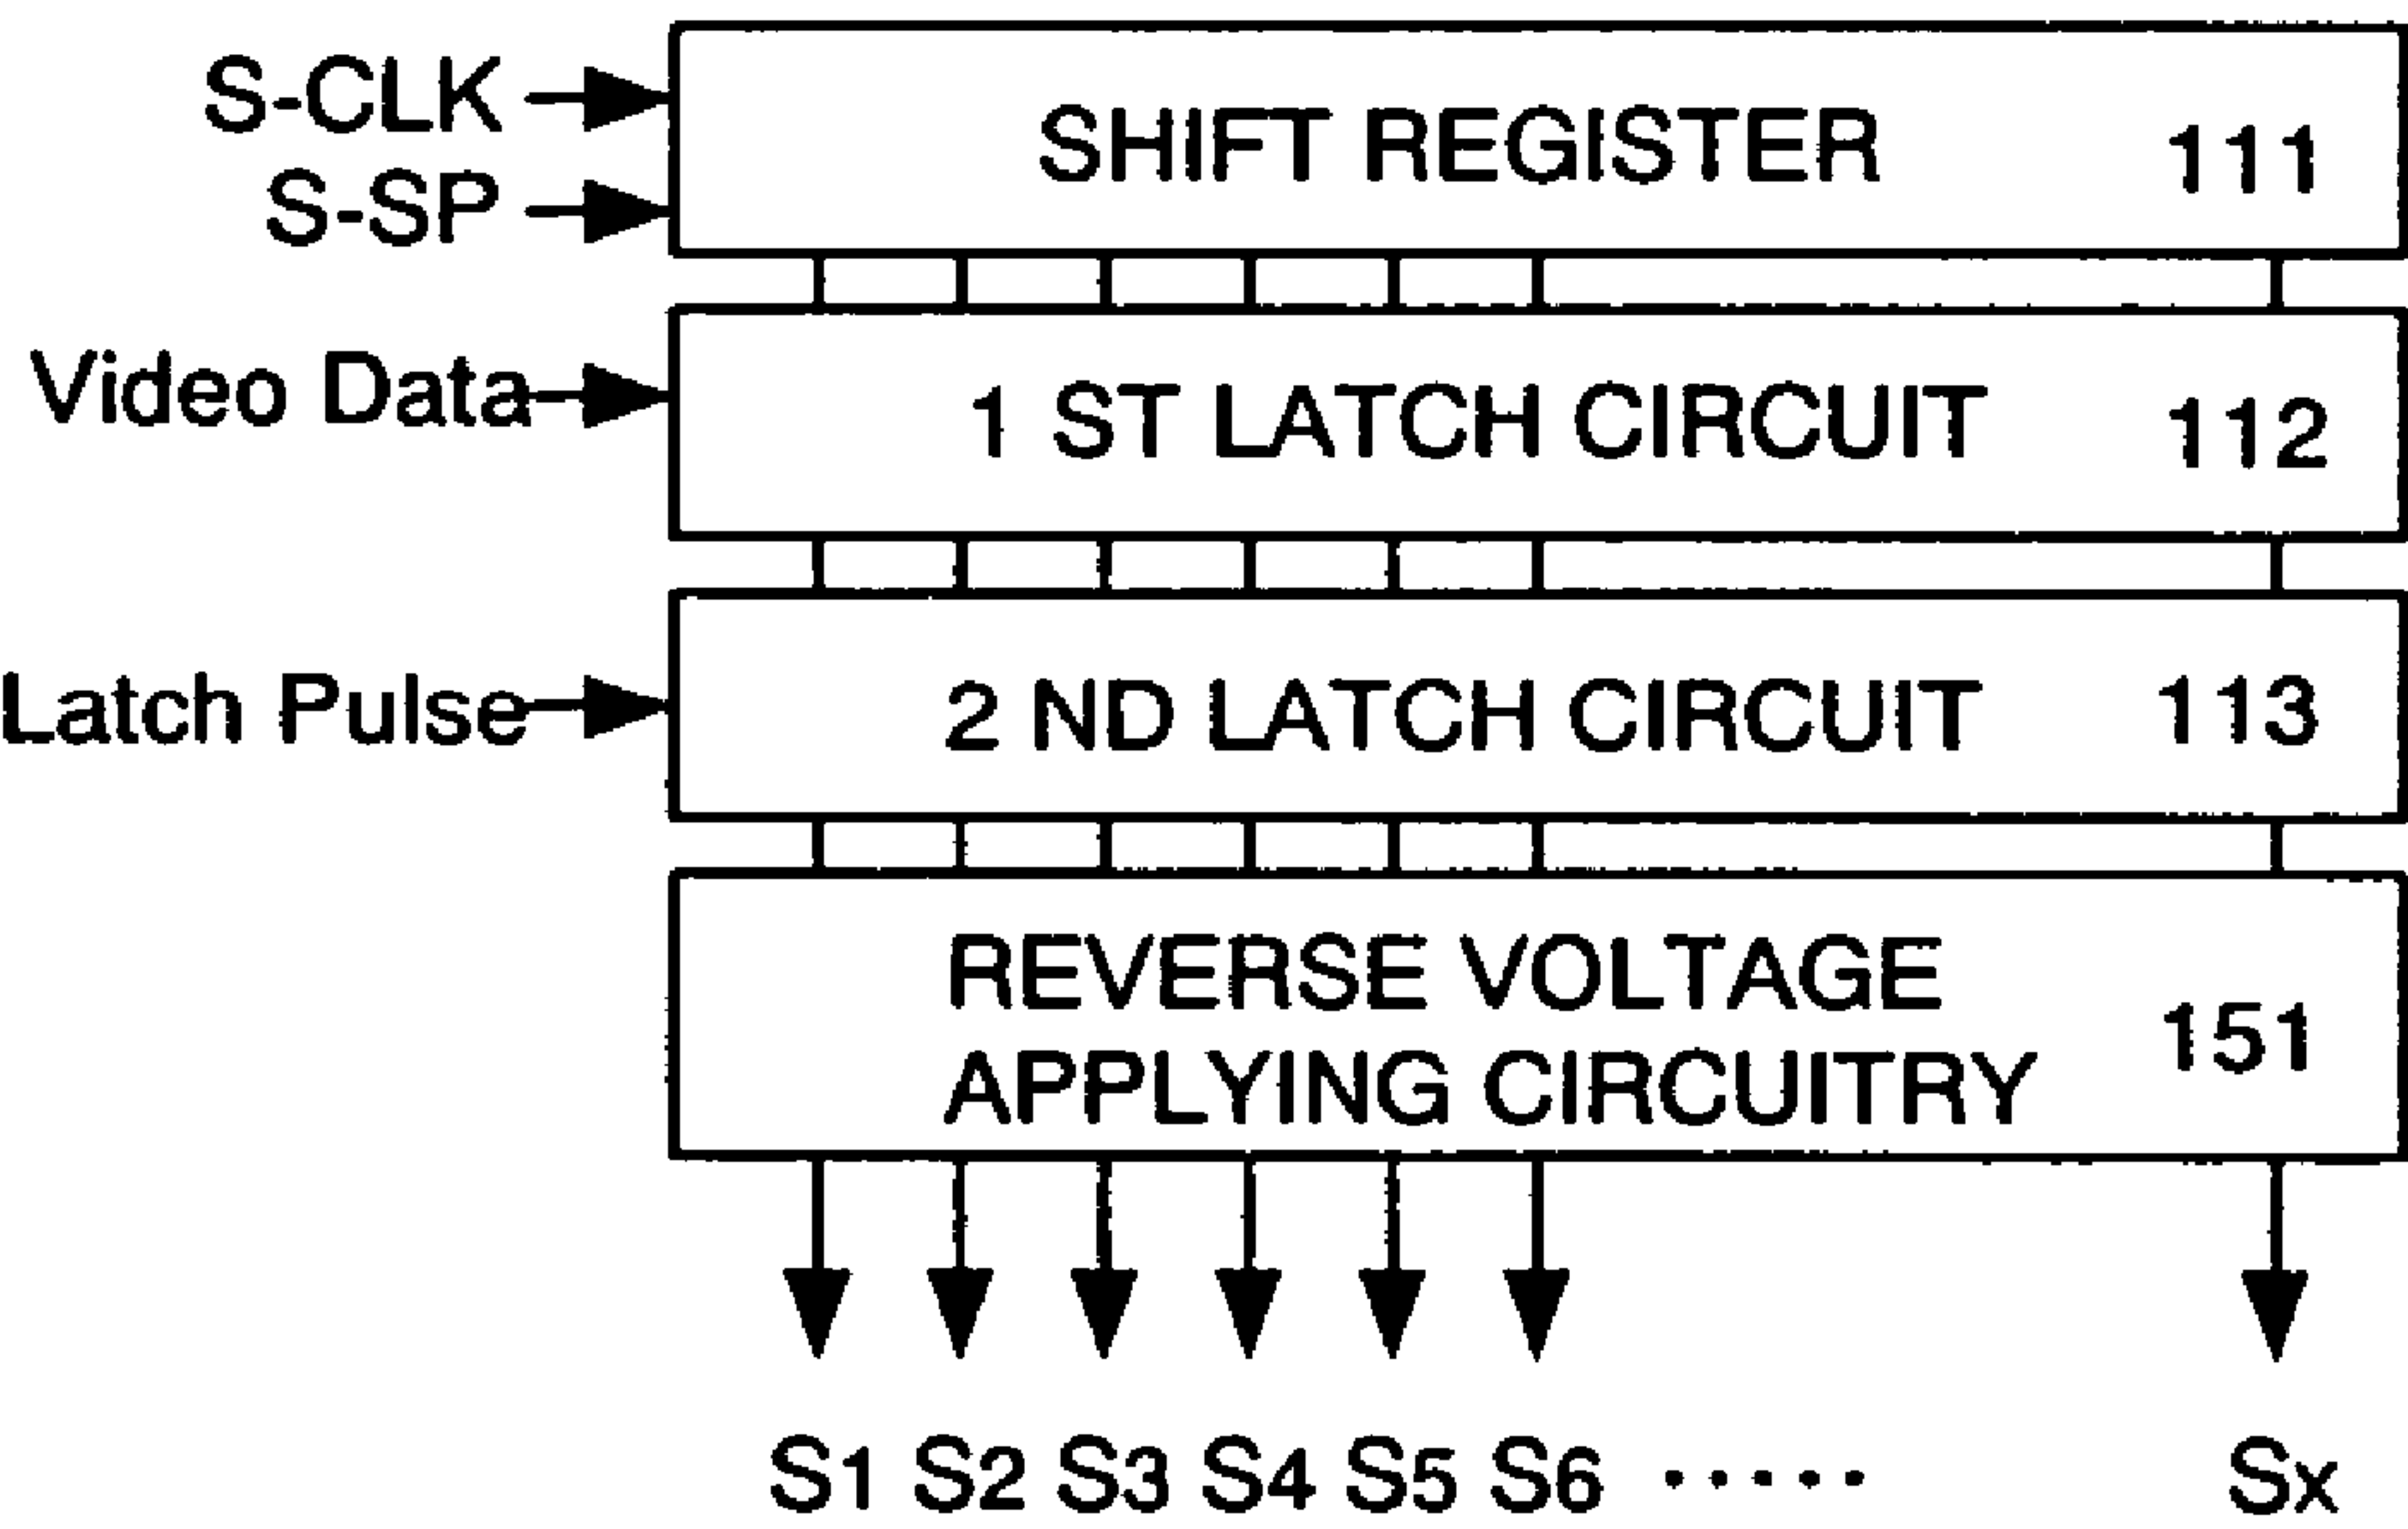 S-CLK
S-SP
SHIFT REGISTER 111
Video Data
1 ST LATCH CIRCUIT 112
Latch Pulse
2 ND LATCH CIRCUIT 113
REVERSE VOLTAGE
APPLYING CIRCUITRY
151
S1 S2 S3 S4 S5 S6 ····· Sx